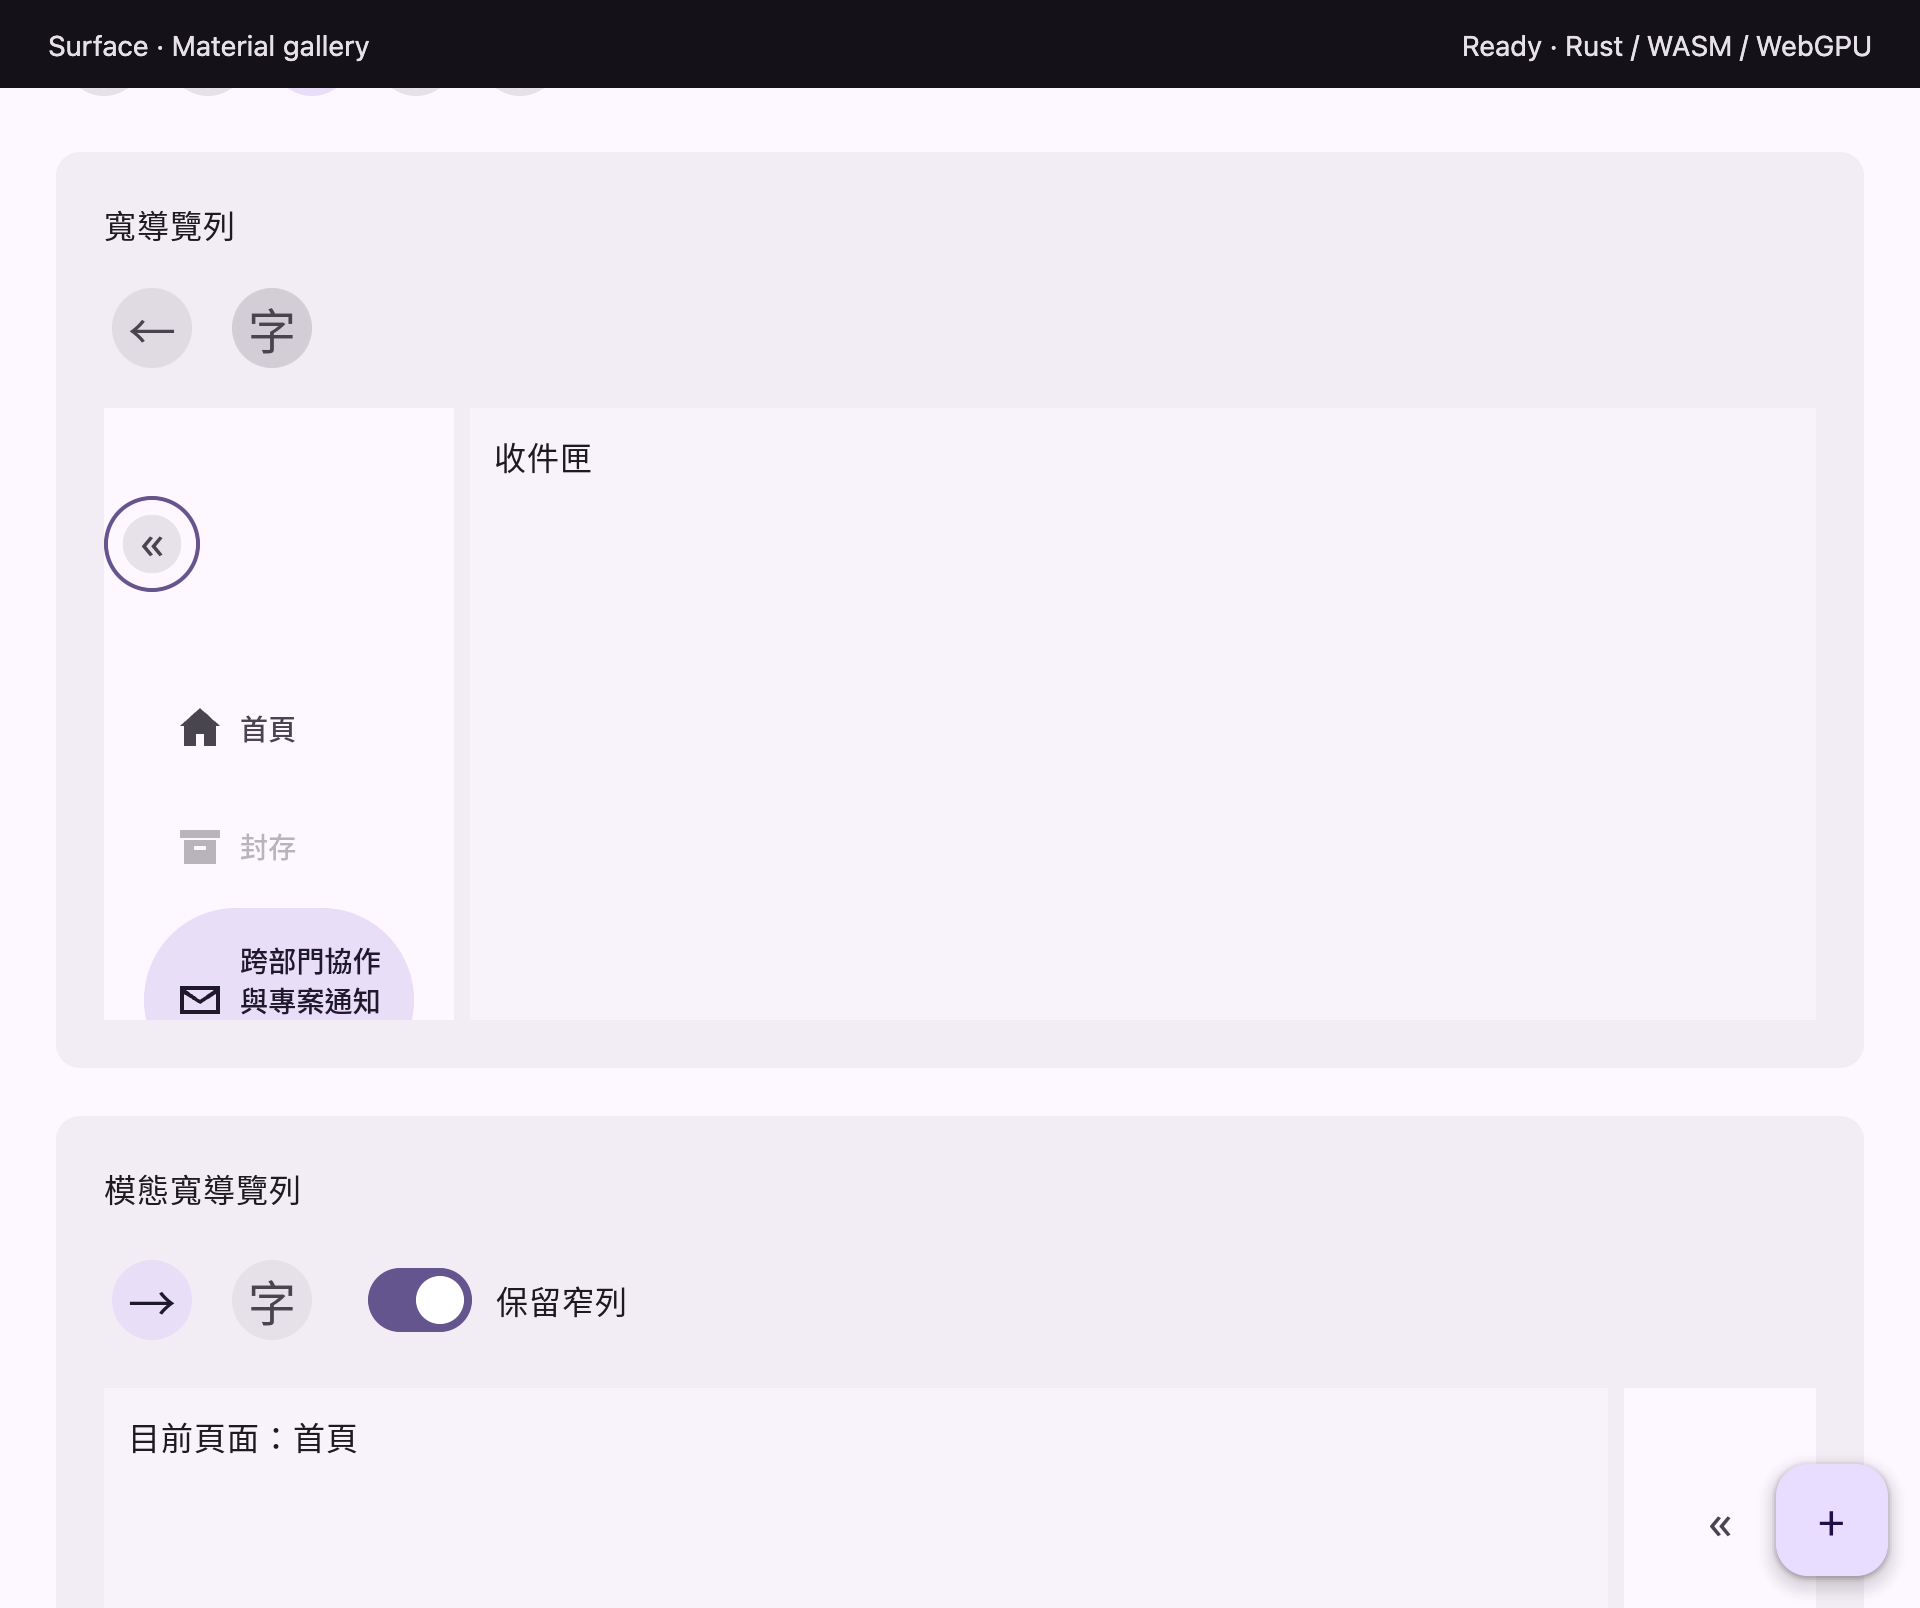 Surface · Material gallery
Ready · Rust / WASM / WebGPU
寬導覽列
← 字
«
收件匣
首頁
封存
跨部門協作
與專案通知
模態寬導覽列
→ 字 保留窄列
目前頁面：首頁
«
+